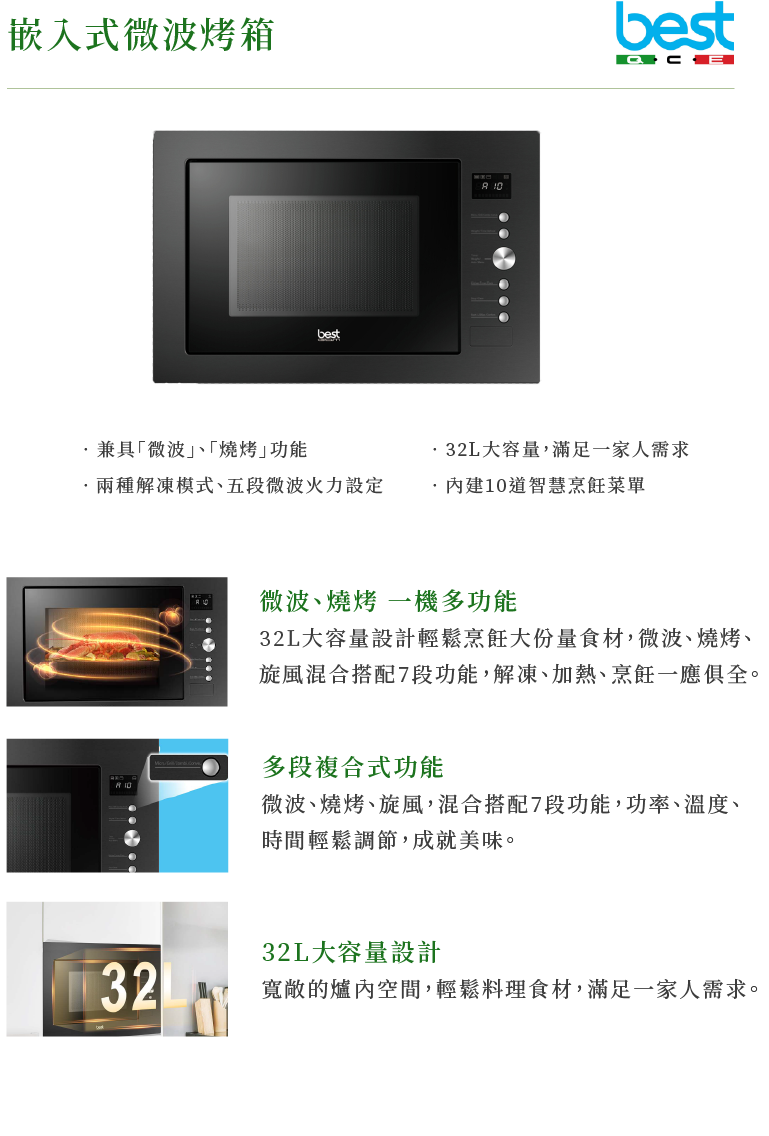 嵌入式微波烤箱
best
Q·C·E
A 10
best
· 兼具「微波」、「燒烤」功能
· 32L大容量，滿足一家人需求
· 兩種解凍模式、五段微波火力設定
· 內建10道智慧烹飪菜單
微波、燒烤 一機多功能
32L大容量設計輕鬆烹飪大份量食材，微波、燒烤、
旋風混合搭配7段功能，解凍、加熱、烹飪一應俱全。
A 10
多段複合式功能
微波、燒烤、旋風，混合搭配7段功能，功率、溫度、
時間輕鬆調節，成就美味。
A 10
32L大容量設計
寬敞的爐內空間，輕鬆料理食材，滿足一家人需求。
32L
best